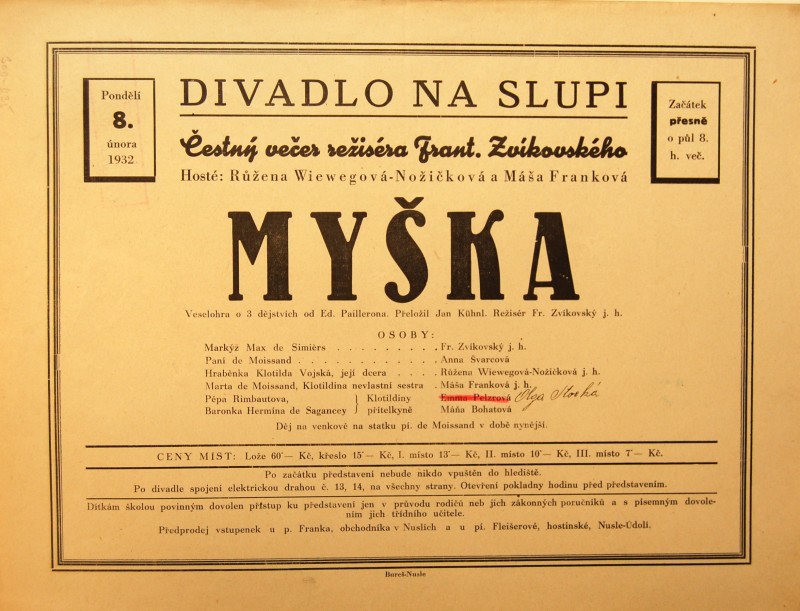 Pondělí
8.
února
1932
DIVADLO NA SLUPI
Čestný večer režiséra Frant. Zvíkovského
Hosté: Růžena Wiewegová-Nožičková a Máša Franková
Začátek
přesně
o půl 8.
h. več.
MYŠKA
Veselohra o 3 dějstvích od Ed. Paillerona. Přeložil Jan Kühnl. Režisér Fr. Zvíkovský j. h.
OSOBY:
Markýz Max de Simièrs . . . . . . . . . Fr. Zvíkovský j. h.
Paní de Moissand . . . . . . . . . . . Anna Švarcová
Hraběnka Klotilda Vojská, její dcera . . . . Růžena Wiewegová-Nožičková j. h.
Marta de Moissand, Klotildina nevlastní sestra - Máša Franková j. h.
Pépa Rimbautova, } Klotildiny Emma Pelzrová Olga
Baronka Hermína de Sagancey } přítelkyně Máňa Bohatová
Děj na venkově na statku pí. de Moissand v době nynější.
CENY MÍST: Lože 60'— Kč, křeslo 15'— Kč, I. místo 13'— Kč, II. místo 10'— Kč, III. místo 7'— Kč.
Po začátku představení nebude nikdo vpuštěn do hlediště.
Po divadle spojení elektrickou drahou č. 13, 14, na všechny strany. Otevření pokladny hodinu před představením.
Dítkám školou povinným dovolen přístup ku představení jen v průvodu rodičů neb jich zákonných poručníků a s písemným dovole-
ním jich třídního učitele.
Předprodej vstupenek u p. Franka, obchodníka v Nuslích a u pí. Fleišerové, hostinské, Nusle-Údolí.
Bureš-Nusle